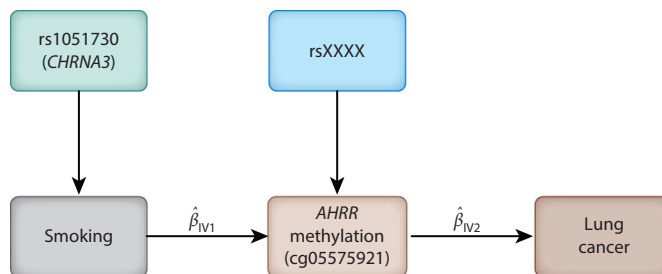 rs1051730
(CHRNA3)
rsXXXX
Smoking
β̂IV1
AHRR
methylation
(cg05575921)
β̂IV2
Lung
cancer